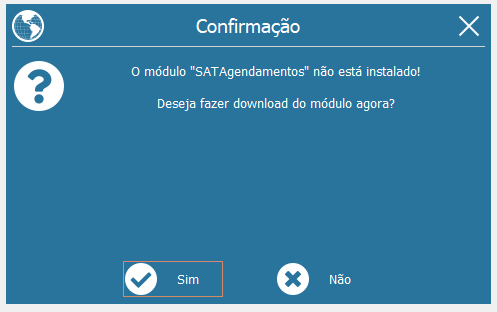 Confirmação
O módulo "SATAgendamentos" não está instalado!
Deseja fazer download do módulo agora?
Sim
Não